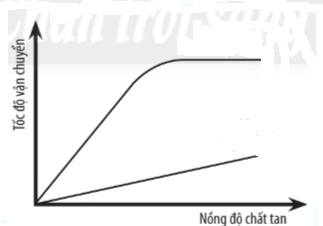 Tốc độ vận chuyển
Nồng độ chất tan